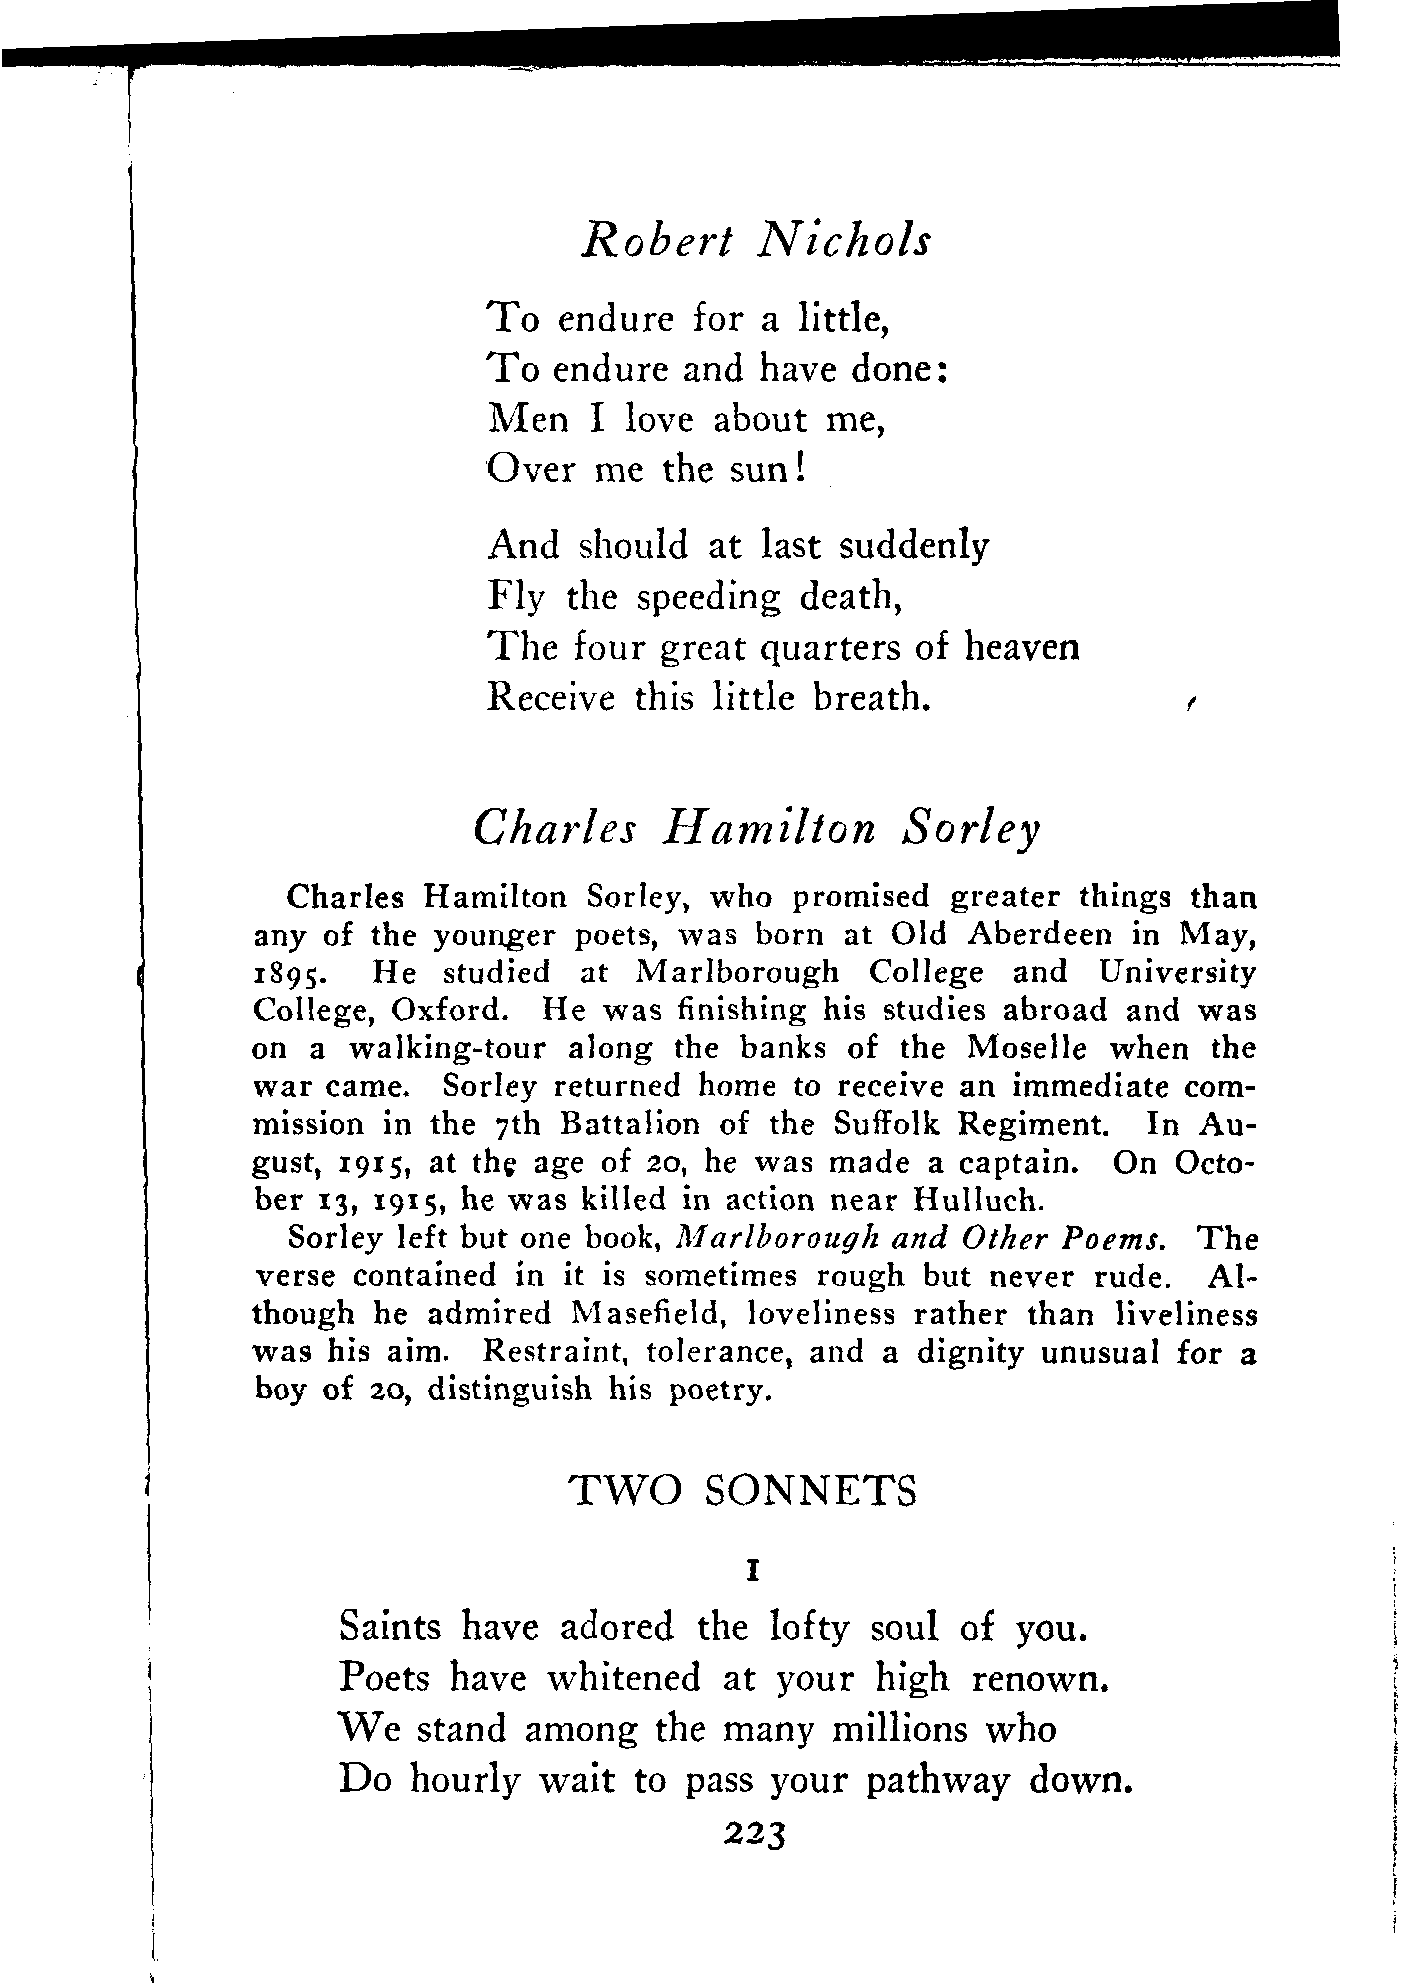 Robert Nichols
To endure for a little,
To endure and have done:
Men I love about me,
Over me the sun!
And should at last suddenly
Fly the speeding death,
The four great quarters of heaven
Receive this little breath.
Charles Hamilton Sorley
Charles Hamilton Sorley, who promised greater things than
any of the younger poets, was born at Old Aberdeen in May,
1895. He studied at Marlborough College and University
College, Oxford. He was finishing his studies abroad and was
on a walking-tour along the banks of the Moselle when the
war came. Sorley returned home to receive an immediate com-
mission in the 7th Battalion of the Suffolk Regiment. In Au-
gust, 1915, at the age of 20, he was made a captain. On Octo-
ber 13, 1915, he was killed in action near Hulluch.
Sorley left but one book, Marlborough and Other Poems. The
verse contained in it is sometimes rough but never rude. Al-
though he admired Masefield, loveliness rather than liveliness
was his aim. Restraint, tolerance, and a dignity unusual for a
boy of 20, distinguish his poetry.
TWO SONNETS
I
Saints have adored the lofty soul of you.
Poets have whitened at your high renown.
We stand among the many millions who
Do hourly wait to pass your pathway down.
223